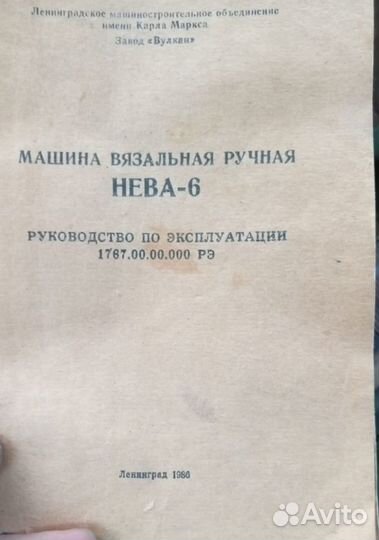 Ленинградское машиностроительное объединение
имени Карла Маркса
Завод «Вулкан»
МАШИНА ВЯЗАЛЬНАЯ РУЧНАЯ
НЕВА-6
РУКОВОДСТВО ПО ЭКСПЛУАТАЦИИ
1767.00.00.000 РЭ
Ленинград 1986
Avito